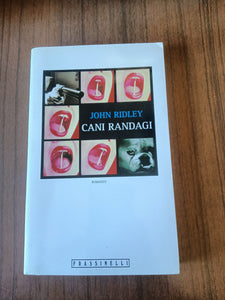 JOHN RIDLEY
CANI RANDAGI
ROMANZO
FRASSINELLI